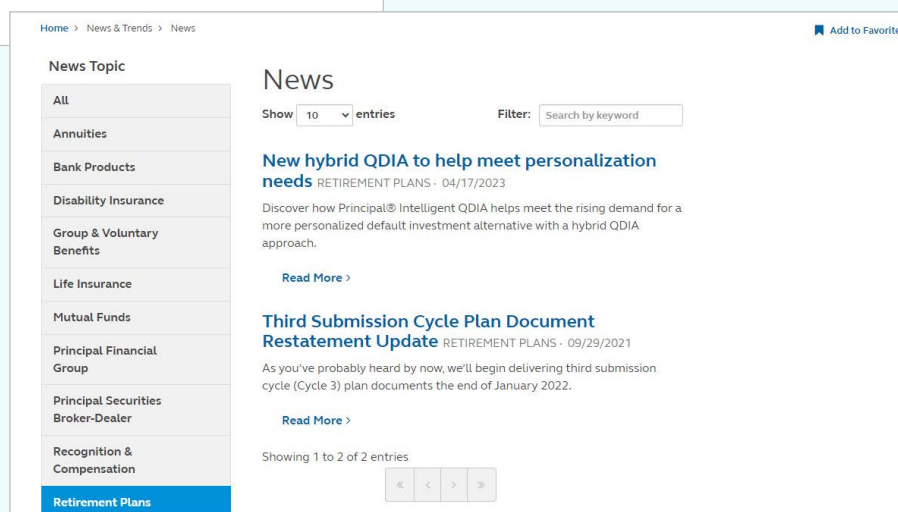 Home > News & Trends > News
Add to Favorite
News Topic
All
Annuities
Bank Products
Disability Insurance
Group & Voluntary
Benefits
Life Insurance
Mutual Funds
Principal Financial
Group
Principal Securities
Broker-Dealer
Recognition &
Compensation
Retirement Plans
News
Show 10 entries
Filter: Search by keyword
New hybrid QDIA to help meet personalization
needs RETIREMENT PLANS · 04/17/2023
Discover how Principal® Intelligent QDIA helps meet the rising demand for a
more personalized default investment alternative with a hybrid QDIA
approach.
Read More >
Third Submission Cycle Plan Document
Restatement Update RETIREMENT PLANS · 09/29/2021
As you've probably heard by now, we'll begin delivering third submission
cycle (Cycle 3) plan documents the end of January 2022.
Read More >
Showing 1 to 2 of 2 entries
« < > »